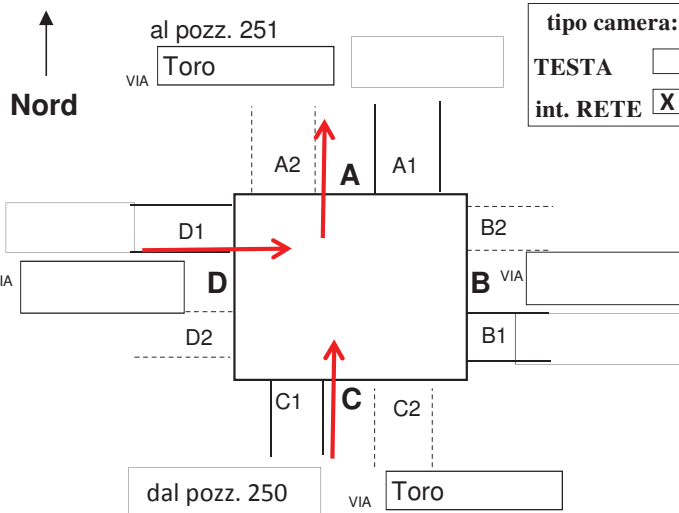 al pozz. 251
VIA Toro
tipo camera:
TESTA
int. RETE X
Nord
A2 A A1
D1 B2
VIA D B VIA
D2 B1
C1 C C2
dal pozz. 250
VIA Toro